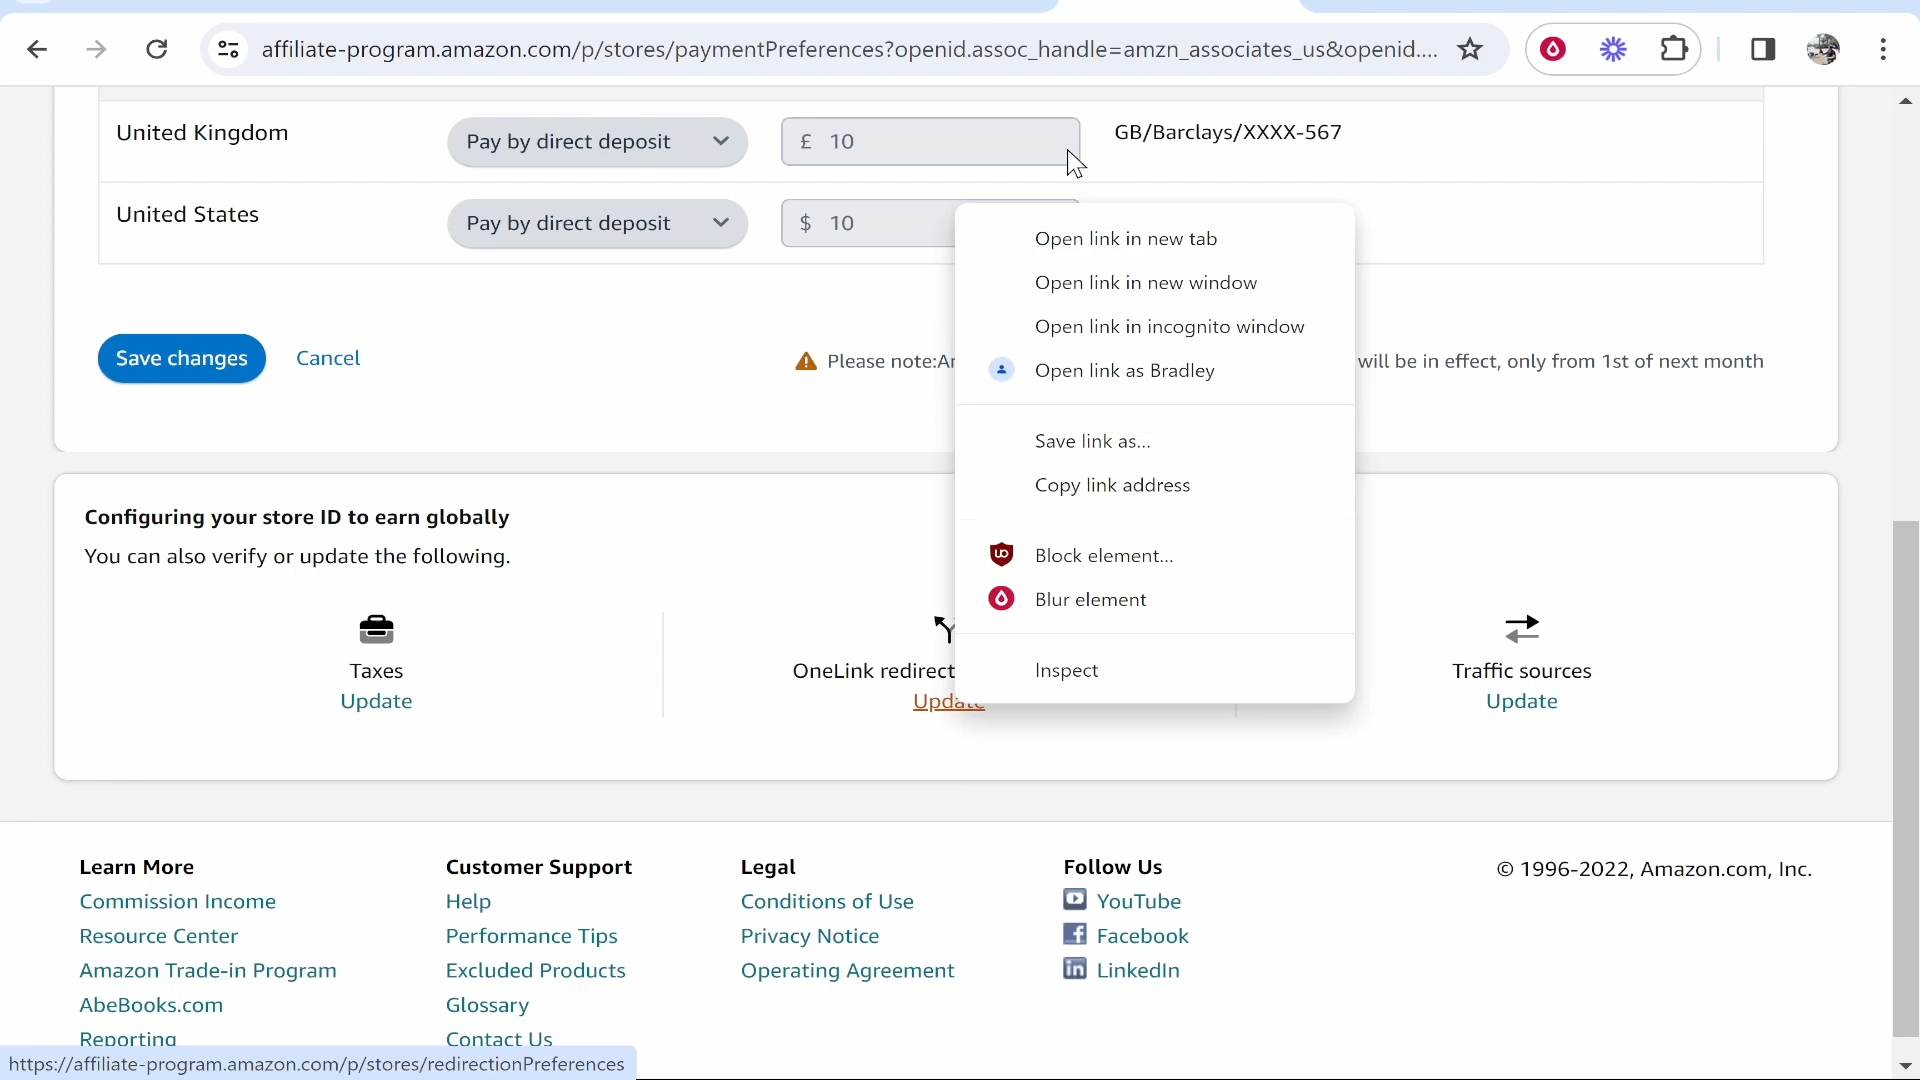 affiliate-program.amazon.com/p/stores/paymentPreferences?openid.assoc_handle=amzn_associates_us&openid....
United Kingdom
Pay by direct deposit
£ 10
GB/Barclays/XXXX-567
United States
Pay by direct deposit
$ 10
Open link in new tab
Open link in new window
Open link in incognito window
Open link as Bradley
Save link as...
Copy link address
Block element...
Blur element
Inspect
Save changes
Cancel
Please note:
will be in effect, only from 1st of next month
Configuring your store ID to earn globally
You can also verify or update the following.
Taxes
Update
OneLink redirect
Update
Traffic sources
Update
Learn More
Commission Income
Resource Center
Amazon Trade-in Program
AbeBooks.com
Reporting
Customer Support
Help
Performance Tips
Excluded Products
Glossary
Contact Us
Legal
Conditions of Use
Privacy Notice
Operating Agreement
Follow Us
YouTube
Facebook
LinkedIn
© 1996-2022, Amazon.com, Inc.
https://affiliate-program.amazon.com/p/stores/redirectionPreferences